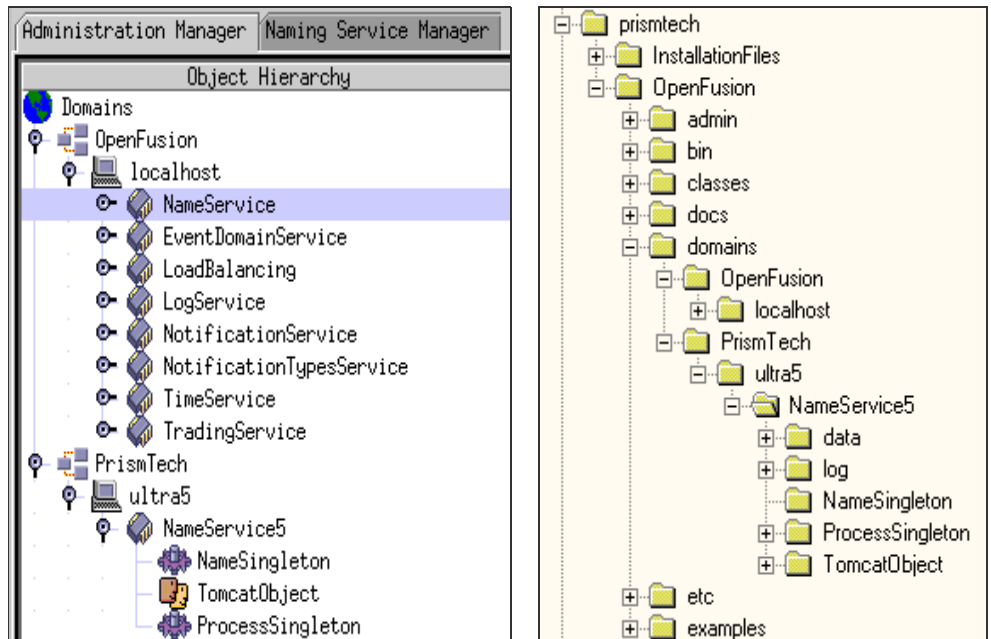 Administration Manager
Naming Service Manager
Object Hierarchy
Domains
OpenFusion
localhost
NameService
EventDomainService
LoadBalancing
LogService
NotificationService
NotificationTypesService
TimeService
TradingService
PrismTech
ultra5
NameService5
NameSingleton
TomcatObject
ProcessSingleton
prismtech
InstallationFiles
OpenFusion
admin
bin
classes
docs
domains
OpenFusion
localhost
PrismTech
ultra5
NameService5
data
log
NameSingleton
ProcessSingleton
TomcatObject
etc
examples